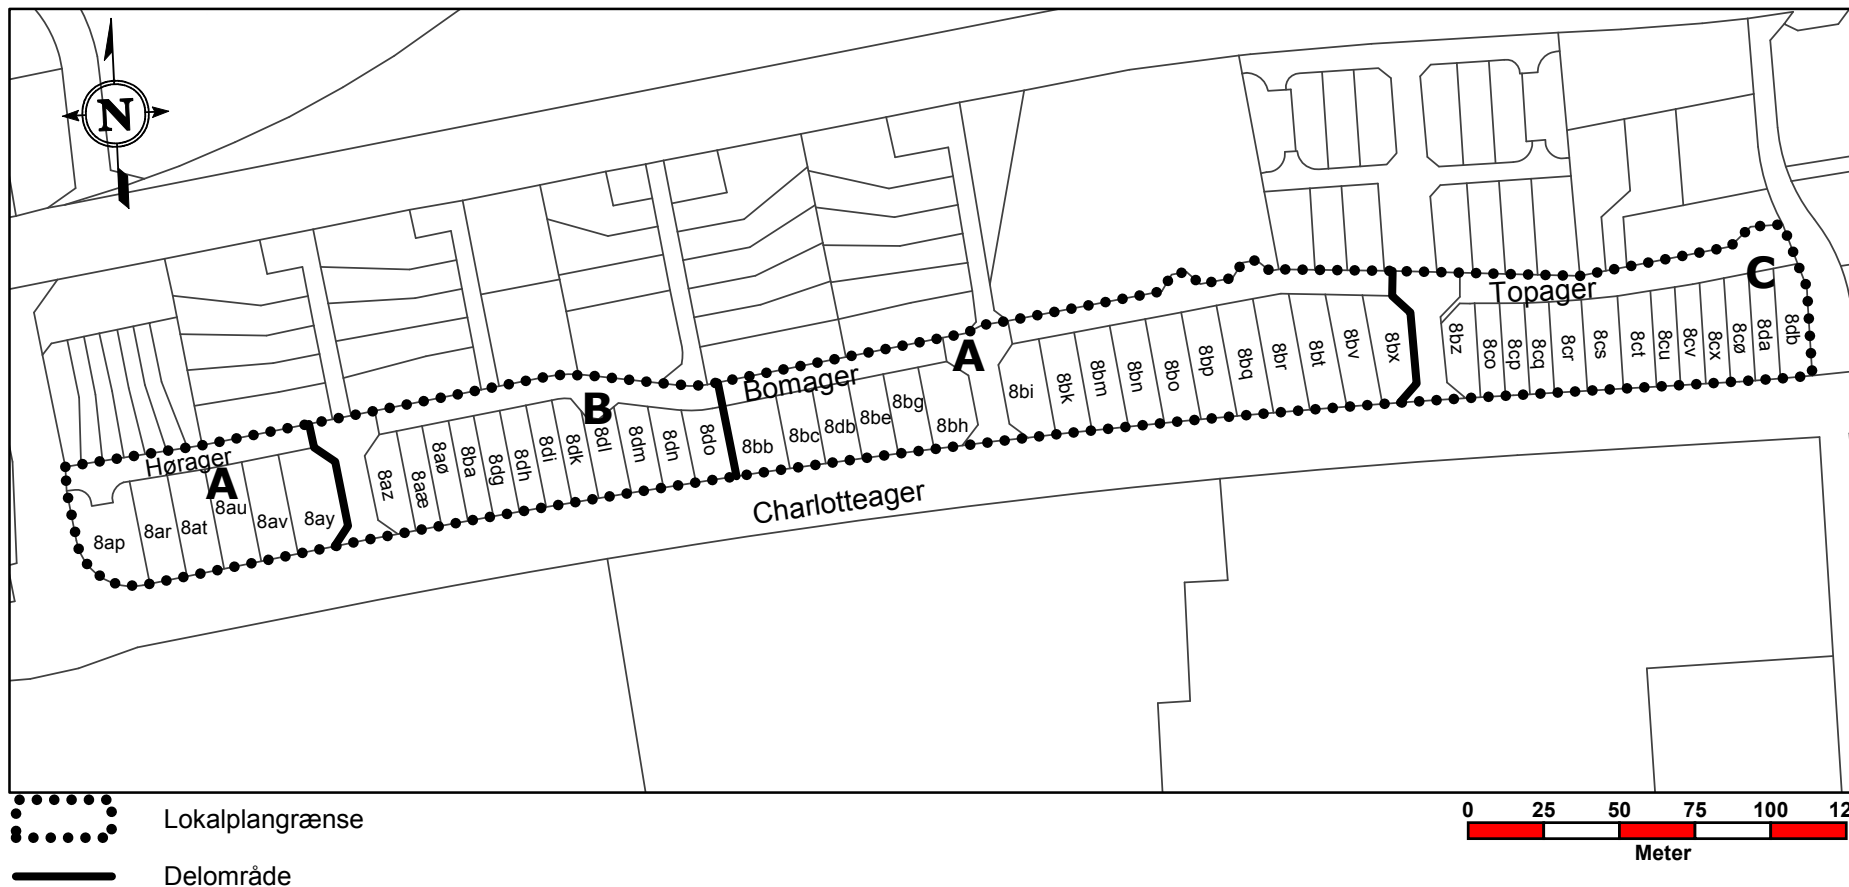 N
Hørager
A
8ap
8ar
8at
8au
8av
8ay
B
8az
8aæ
8aø
8ba
8dg
8dh
8di
8dk
8dl
8dm
8dn
8do
Bomager
A
8bb
8bc
8db
8be
8bg
8bh
8bi
8bk
8bm
8bn
8bo
8bp
8bq
8br
8bt
8bv
8bx
Topager
C
8bz
8co
8cp
8cq
8cr
8cs
8ct
8cu
8cv
8cx
8cø
8da
8db
Charlotteager
Lokalplangrænse
Delområde
0 25 50 75 100 12
Meter